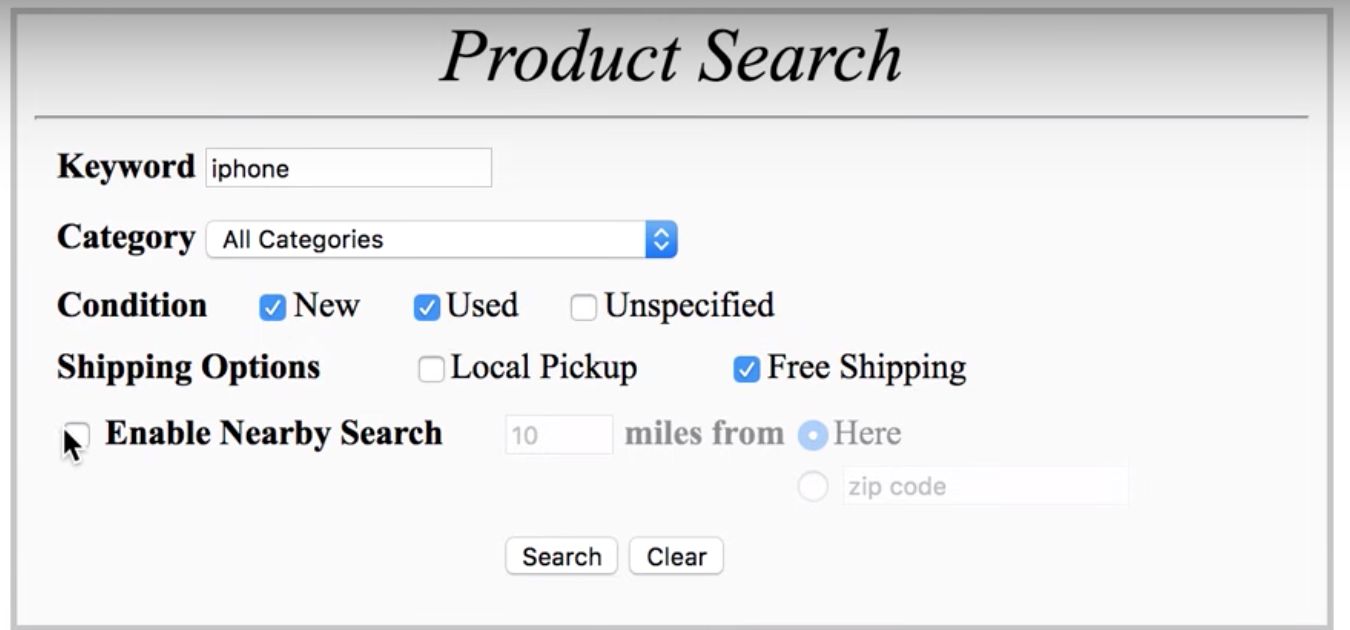 Product Search
Keyword iphone
Category All Categories
Condition New Used Unspecified
Shipping Options Local Pickup Free Shipping
Enable Nearby Search 10 miles from Here
zip code
Search Clear